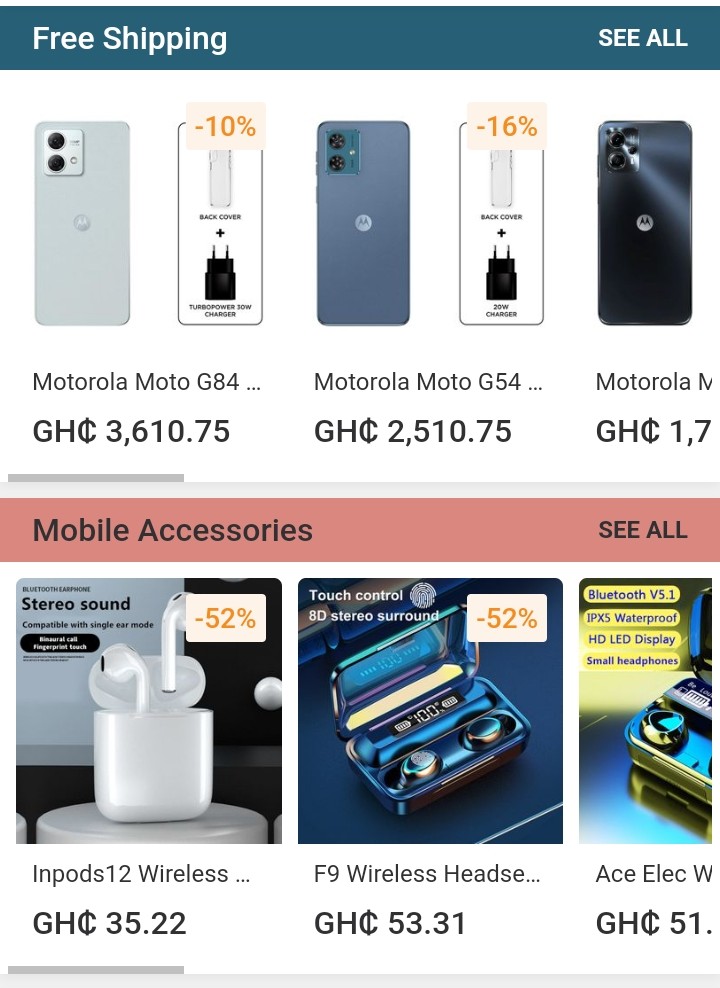 Free Shipping
SEE ALL
-10%
BACK COVER
+
TURBOPOWER 30W
CHARGER
-16%
BACK COVER
+
20W
CHARGER
Motorola Moto G84 ...
Motorola Moto G54 ...
Motorola M
GH₵ 3,610.75
GH₵ 2,510.75
GH₵ 1,7
Mobile Accessories
SEE ALL
BLUETOOTH EARPHONE
Stereo sound
Compatible with single ear mode
Binaural call
Fingerprint touch
-52%
Touch control
8D stereo surround
-52%
100%
Bluetooth V5.1
IPX5 Waterproof
HD LED Display
Small headphones
Inpods12 Wireless ...
F9 Wireless Headse...
Ace Elec W
GH₵ 35.22
GH₵ 53.31
GH₵ 51.